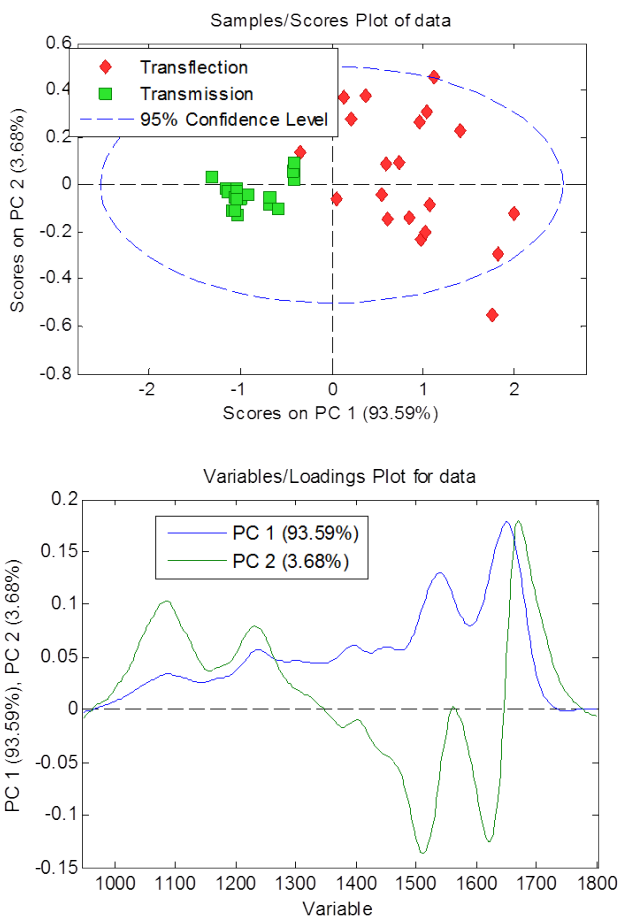 Samples/Scores Plot of data
Transflection
Transmission
95% Confidence Level
0.6
0.4
0.2
0
-0.2
-0.4
-0.6
-0.8
Scores on PC 2 (3.68%)
-2
-1
0
1
2
Scores on PC 1 (93.59%)
Variables/Loadings Plot for data
PC 1 (93.59%)
PC 2 (3.68%)
0.2
0.15
0.1
0.05
0
-0.05
-0.1
-0.15
PC 1 (93.59%), PC 2 (3.68%)
1000
1100
1200
1300
1400
1500
1600
1700
1800
Variable